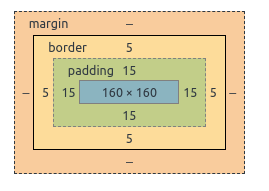 margin –
border 5
padding 15
– 5 15 160 × 160 15 5 –
15
5
–